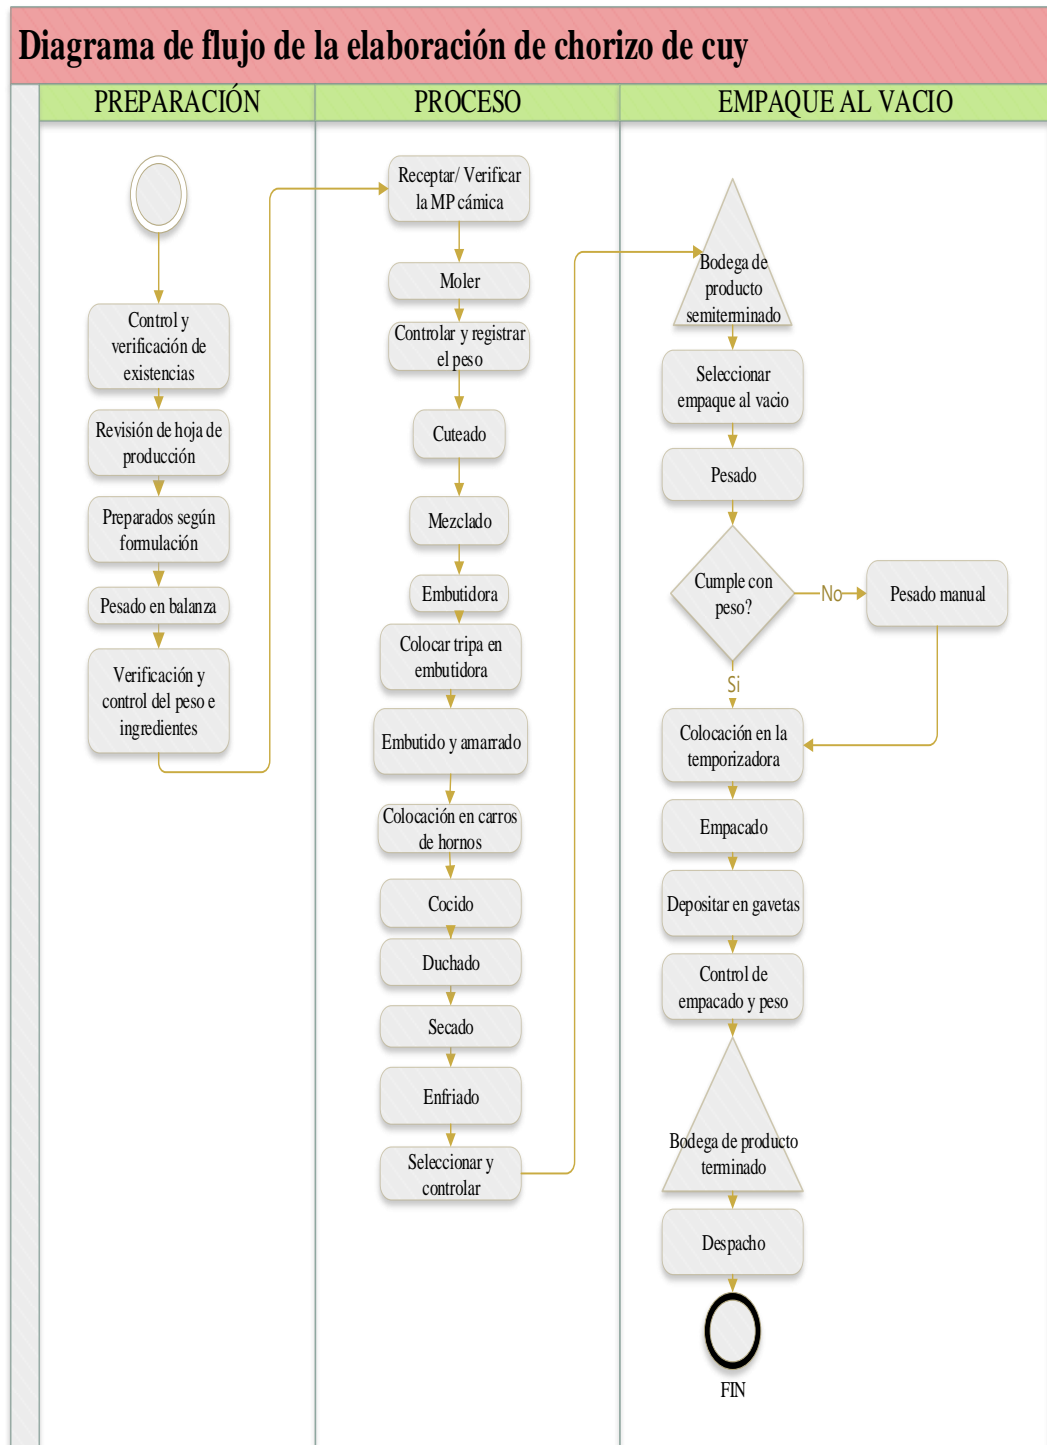 Diagrama de flujo de la elaboración de chorizo de cuy
PREPARACIÓN
PROCESO
EMPAQUE AL VACIO
Control y
verificación de
existencias
Revisión de hoja de
producción
Preparados según
formulación
Pesado en balanza
Verificación y
control del peso e
ingredientes
Receptar/ Verificar
la MP cámica
Moler
Controlar y registrar
el peso
Cuteado
Mezclado
Embutidora
Colocar tripa en
embutidora
Embutido y amarrado
Colocación en carros
de hornos
Cocido
Duchado
Secado
Enfriado
Seleccionar y
controlar
Bodega de
producto
semiterminado
Seleccionar
empaque al vacio
Pesado
Cumple con
peso?
No
Pesado manual
Si
Colocación en la
temporizadora
Empacado
Depositar en gavetas
Control de
empacado y peso
Bodega de producto
terminado
Despacho
FIN